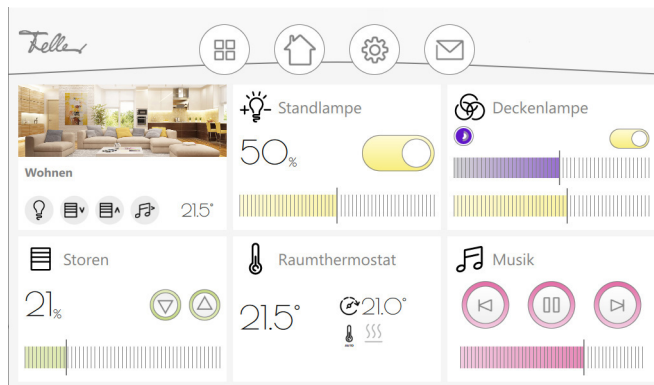 Feller
Wohnen
21.5°
Standlampe
50%
Deckenlampe
Storen
21%
Raumthermostat
21.5°
21.0°
Musik